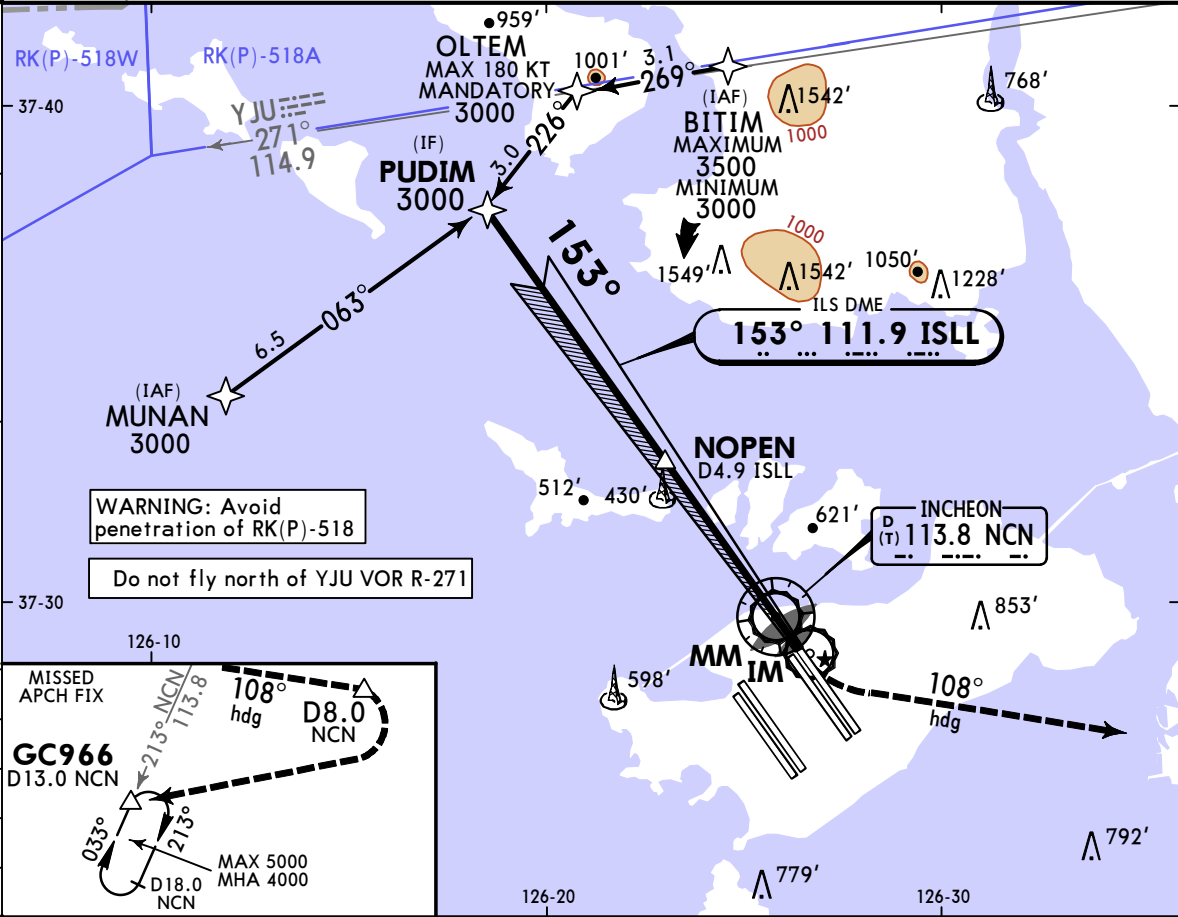 959'
RK(P)-518W
RK(P)-518A
OLTEM
MAX 180 KT
MANDATORY
3000
1001'
3.1
269°
768'
37-40
(IAF)
BITIM
MAXIMUM
3500
MINIMUM
3000
1542'
1000
YJU
271°
114.9
226°
3.0
(IF)
PUDIM
3000
153°
1000
1549'
1542'
1050'
1228'
ILS DME
153° 111.9 ISLL
063°
6.5
(IAF)
MUNAN
3000
NOPEN
D4.9 ISLL
512'
430'
621'
WARNING: Avoid
penetration of RK(P)-518
INCHEON
D
(T) 113.8 NCN
Do not fly north of YJU VOR R-271
37-30
853'
126-10
MM
IM
598'
108°
hdg
MISSED
APCH FIX
213° NCN
113.8
108°
hdg
D8.0
NCN
GC966
D13.0 NCN
033°
213°
MAX 5000
MHA 4000
D18.0
NCN
792'
779'
126-20
126-30